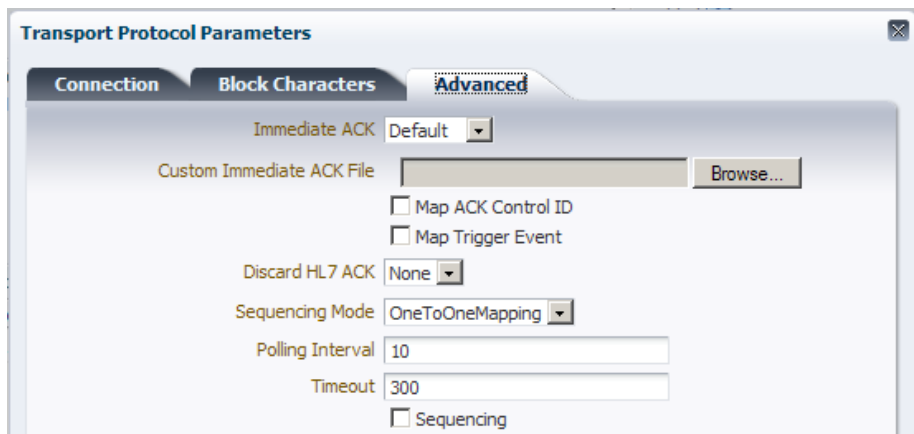 Transport Protocol Parameters
Connection Block Characters Advanced
Immediate ACK Default
Custom Immediate ACK File Browse...
Map ACK Control ID
Map Trigger Event
Discard HL7 ACK None
Sequencing Mode OneToOneMapping
Polling Interval 10
Timeout 300
Sequencing